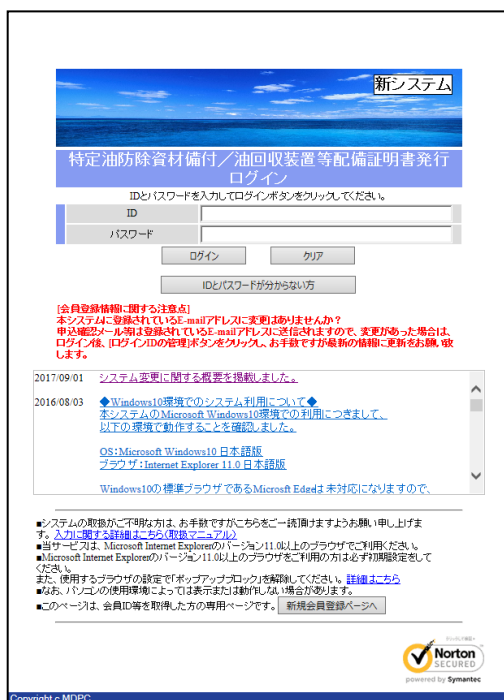 新システム
特定油防除資材備付／油回収装置等配備証明書発行
ログイン
IDとパスワードを入力してログインボタンをクリックしてください。
ID
パスワード
ログイン クリア
IDとパスワードが分からない方
[会員登録情報に関する注意点]
本システムに登録されているE-mailアドレスに変更はありませんか？
申込確認メール等は登録されているE-mailアドレスに送信されますので、変更があった場合は、
ログイン後、[ログインIDの管理]ボタンをクリックし、お手数ですが最新の情報に更新をお願い致
します。
2017/09/01 システム変更に関する概要を掲載しました。
2016/08/03 ◆Windows10環境でのシステム利用について◆
本システムのMicrosoft Windows10環境での利用につきまして、
以下の環境で動作することを確認しました。
OS：Microsoft Windows10 日本語版
ブラウザ：Internet Explorer 11.0 日本語版
Windows10の標準ブラウザであるMicrosft Edgeは未対応になりますので、
■システムの取扱がご不明な方は、お手数ですがこちらをご一読頂けますようお願い申し上げま
す。入力に関する詳細はこちら（取扱マニュアル）
■当サービスは、Microsoft Internet Explorerのバージョン11.0以上のブラウザでご利用ください。
■Microsoft Internet Explorerのバージョン11.0以上のブラウザをご利用の方は必ず初期設定をして
ください。
また、使用するブラウザの設定で「ポップアップブロック」を解除してください。 詳細はこちら
■なお、パソコンの使用環境によっては表示または動作しない場合があります。
■このページは、会員ID等を取得した方の専用ページです。 新規会員登録ページへ
Norton
SECURED
powered by Symantec
Copyright c MDPC